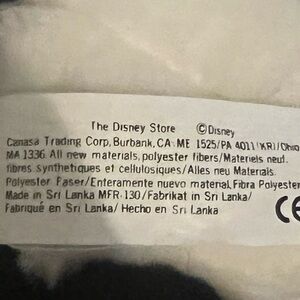 The Disney Store ©Disney
Canasa Trading Corp, Burbank, CA ME 1525/PA 4011 (KR)/Ohio
MA 1336. All new materials, polyester fibers/Materiels neuf.
fibres synthetiques et cellulosiques/Alles neu Materials.
Polyester Faser/Enteramente nuevo material, Fibra Polyester
Made in Sri Lanka MFR-130/Fabrikat in Sri Lanka/
Fabriqué en Sri Lanka/ Hecho en Sri Lanka
CE